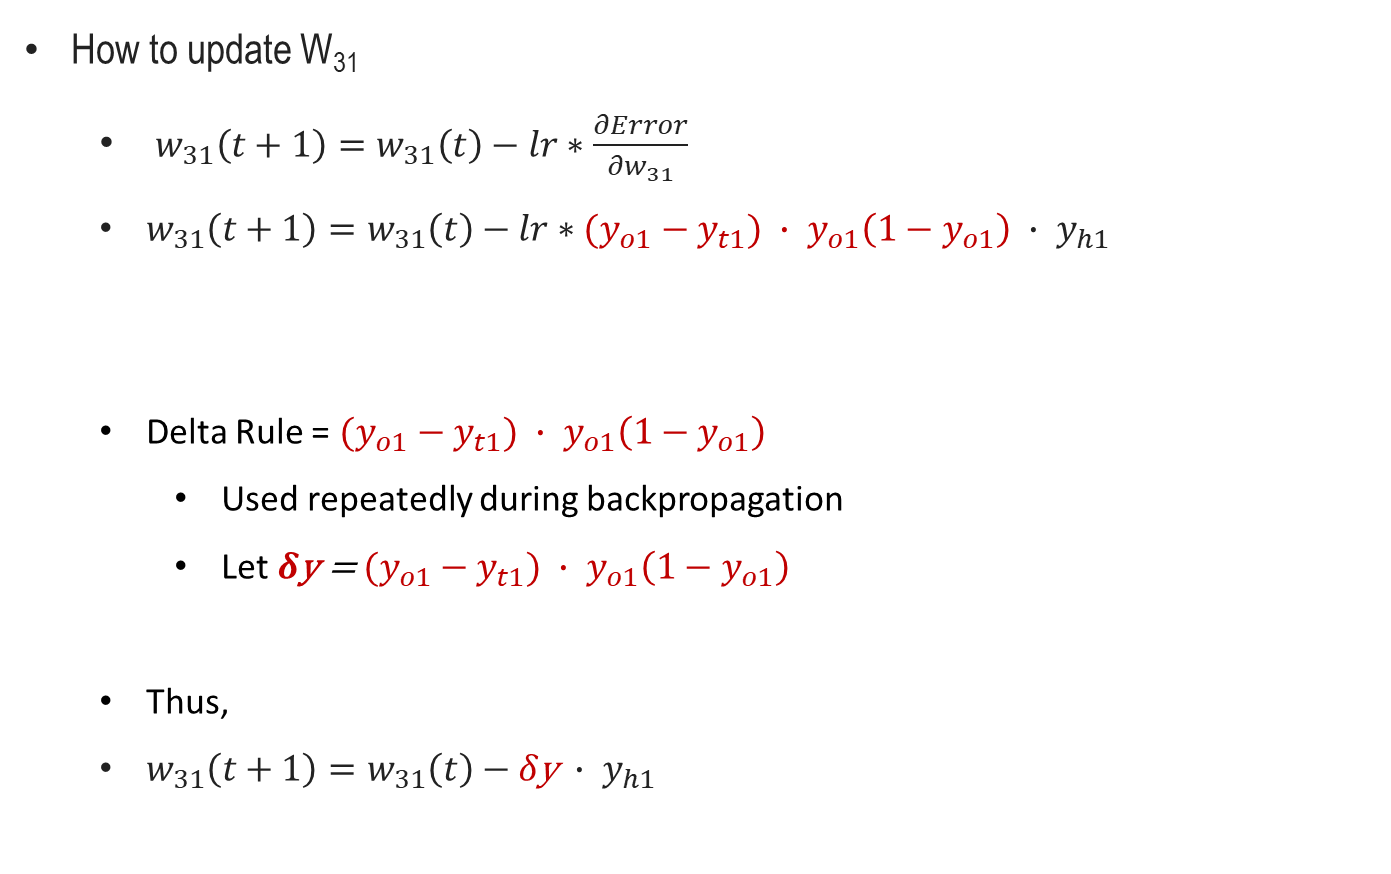 • How to update W₃₁
• w₃₁(t + 1) = w₃₁(t) − lr ∗ ∂Error/∂w₃₁
• w₃₁(t + 1) = w₃₁(t) − lr ∗ (yₒ₁ − yₜ₁) · yₒ₁(1 − yₒ₁) · yₕ₁
• Delta Rule = (yₒ₁ − yₜ₁) · yₒ₁(1 − yₒ₁)
• Used repeatedly during backpropagation
• Let δy = (yₒ₁ − yₜ₁) · yₒ₁(1 − yₒ₁)
• Thus,
• w₃₁(t + 1) = w₃₁(t) − δy · yₕ₁